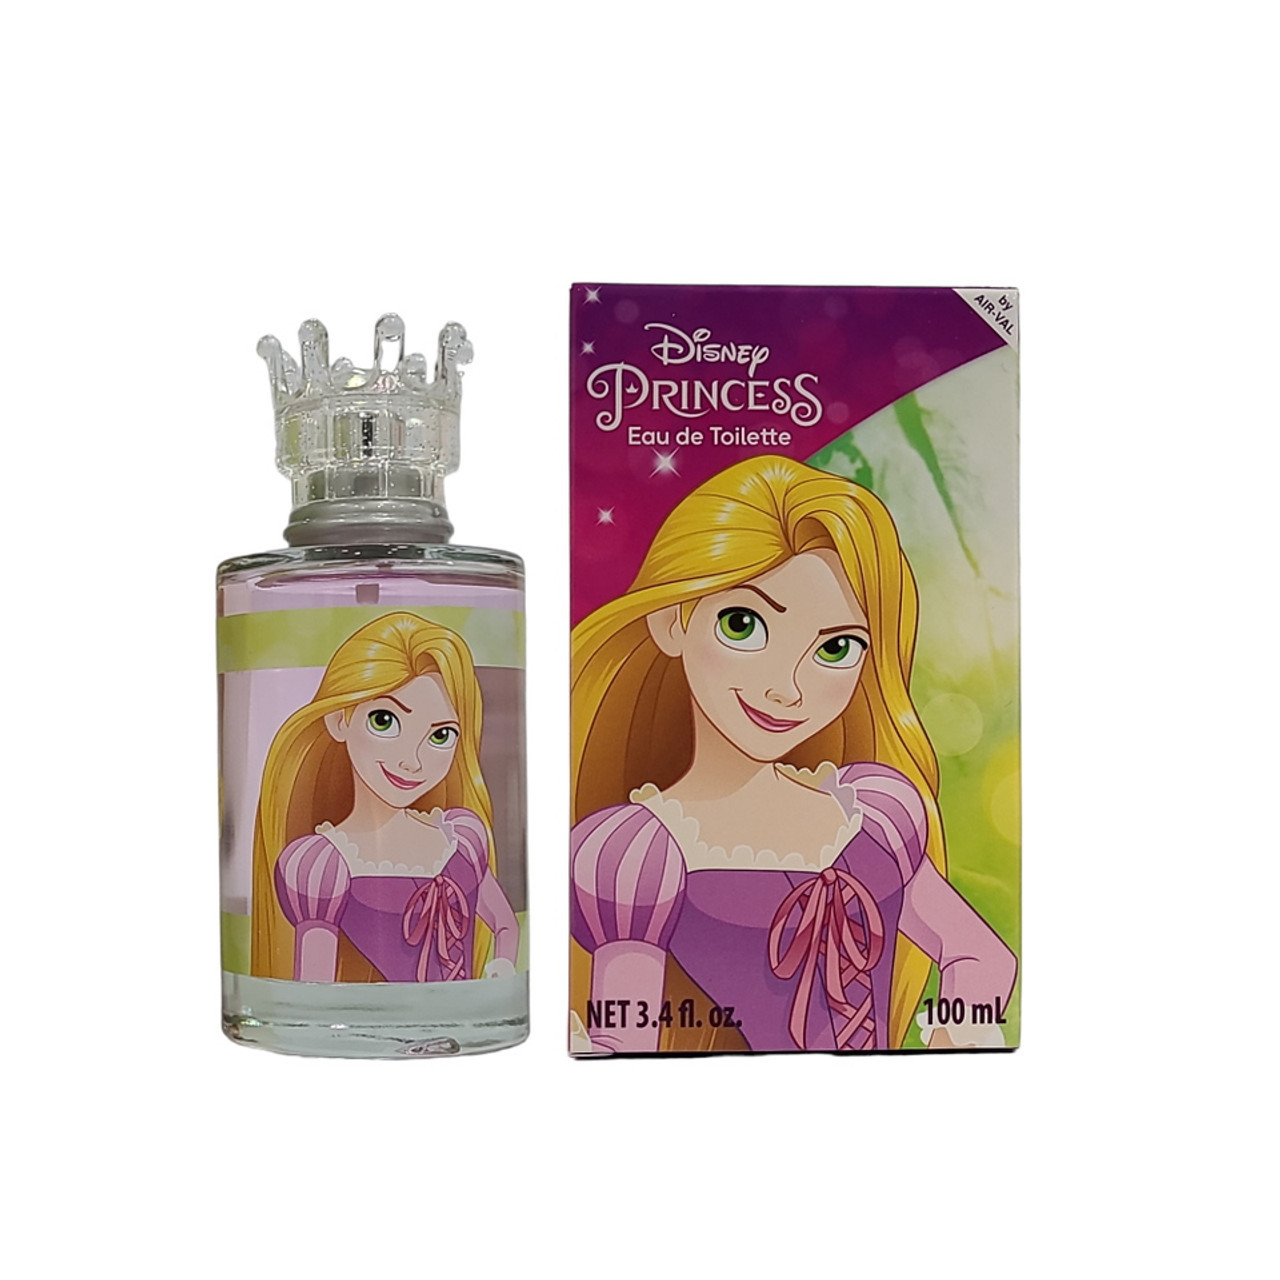 by
AIR-VAL
Disney
PRINCESS
Eau de Toilette
NET 3.4 fl. oz.
100 mL